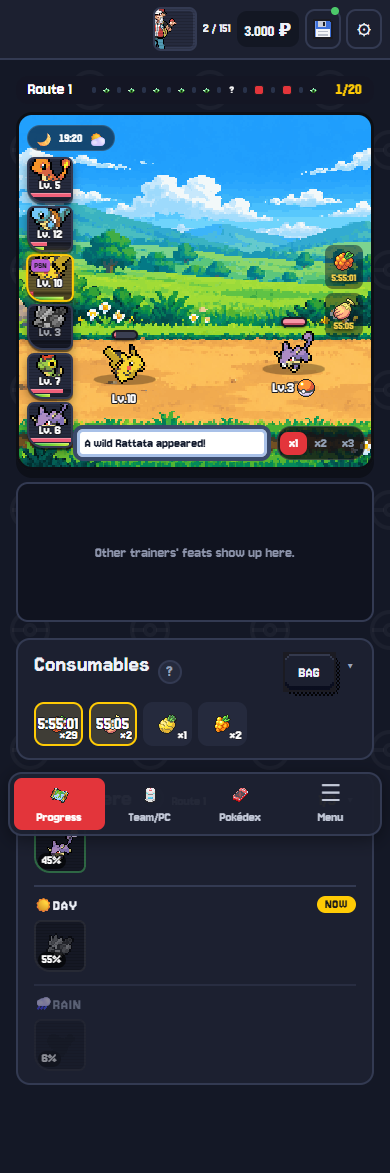 2 / 151
3.000 ₽
Route 1
?
1/20
19:20
Lv. 5
Lv. 12
PSN
Lv. 10
Lv. 3
Lv. 7
Lv. 6
5:55:01
55:05
Lv.10
Lv.3
A wild Rattata appeared!
x1 x2 x3
Other trainers' feats show up here.
Consumables ?
BAG
5:55:01 x29
55:05 x2
x1
x2
Route 1
Progress
Team/PC
Pokédex
Menu
45%
DAY
NOW
55%
RAIN
6%